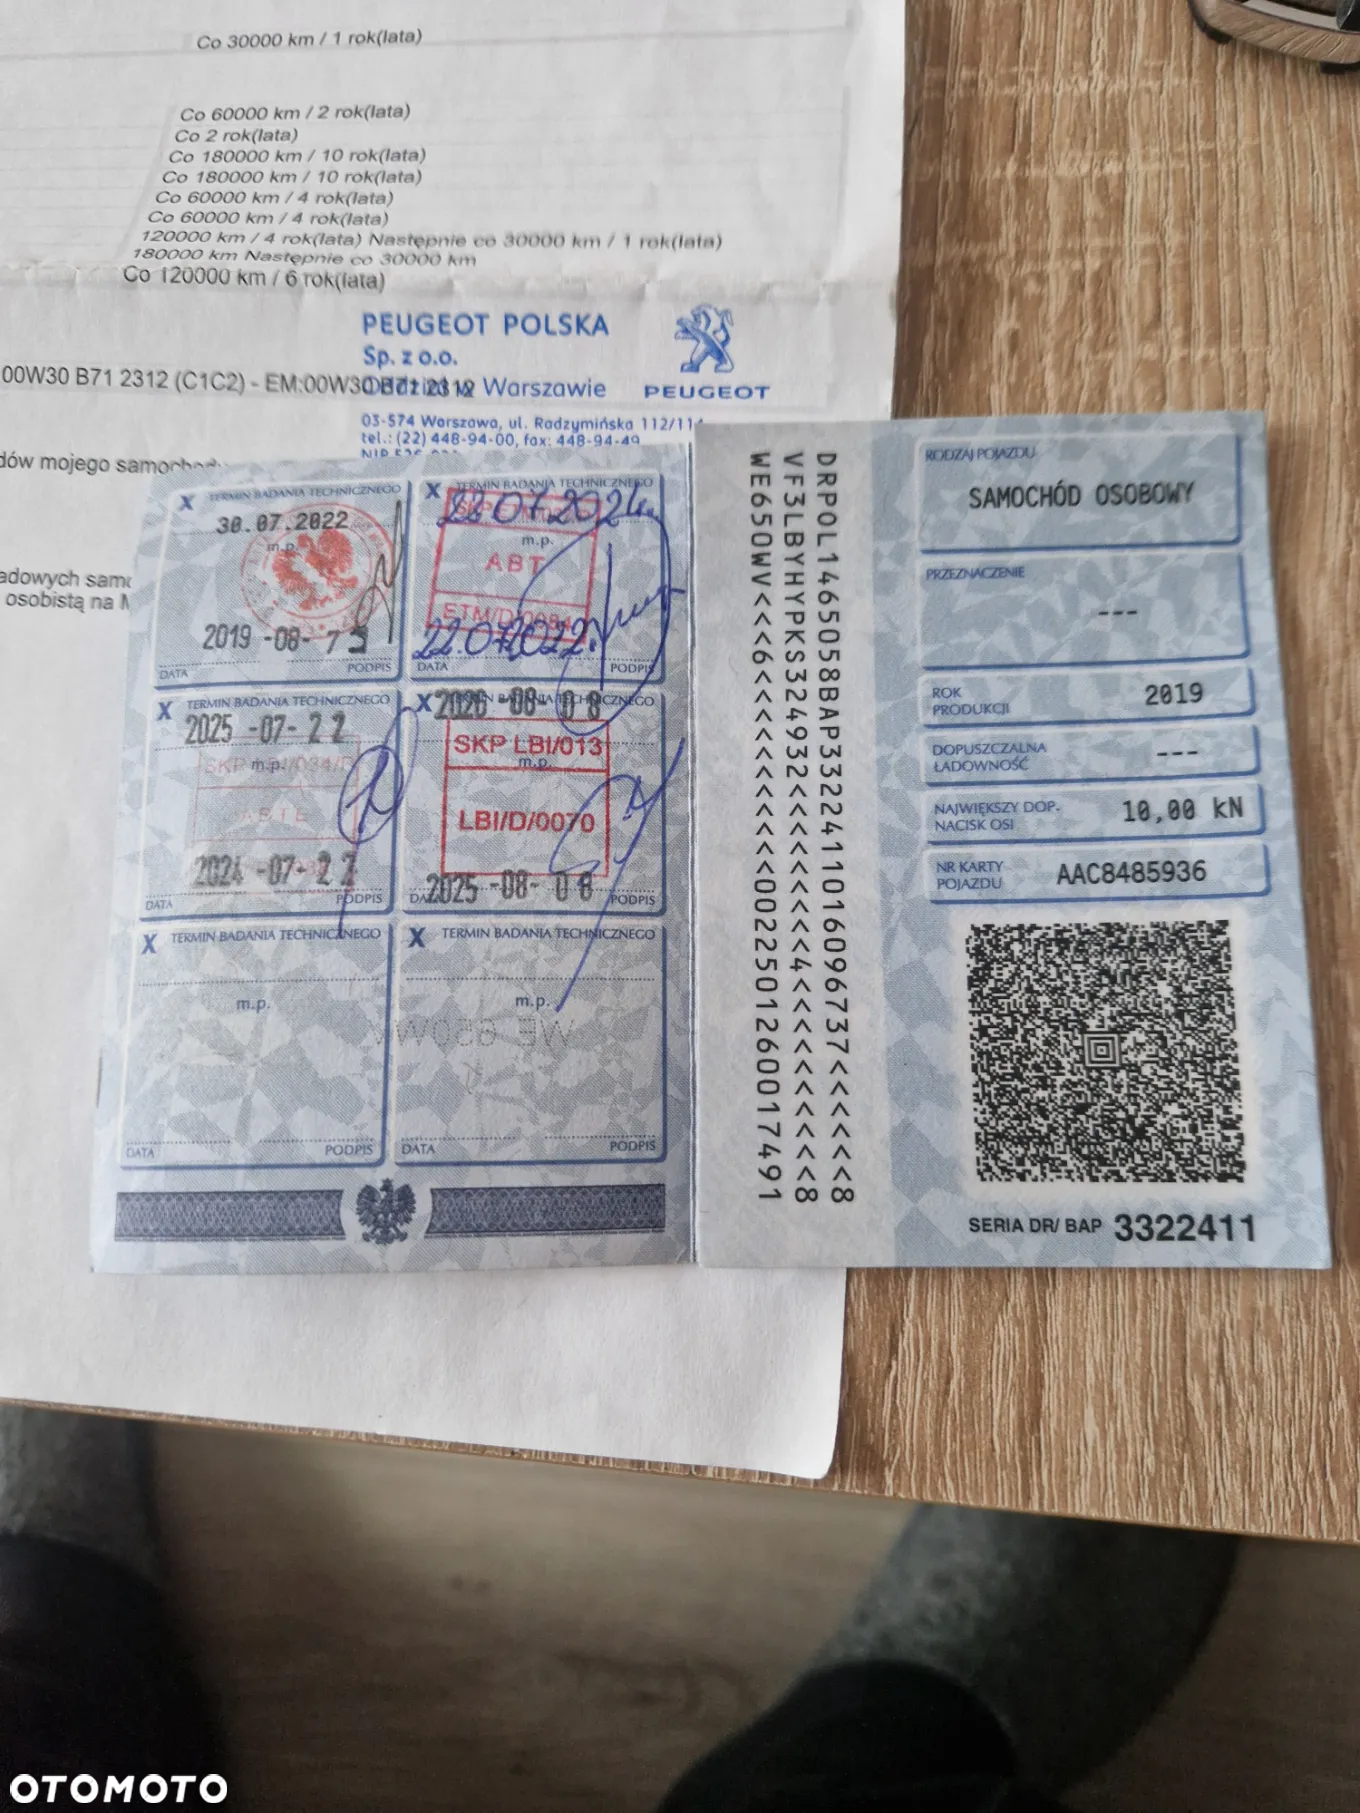 Co 30000 km / 1 rok(lata)
Co 60000 km / 2 rok(lata)
Co 2 rok(lata)
Co 180000 km / 10 rok(lata)
Co 180000 km / 10 rok(lata)
Co 60000 km / 4 rok(lata)
Co 60000 km / 4 rok(lata)
120000 km / 4 rok(lata) Następnie co 30000 km / 1 rok(lata)
180000 km Następnie co 30000 km
Co 120000 km / 6 rok(lata)
PEUGEOT POLSKA
Sp. z o.o.
Oddział w Warszawie
PEUGEOT
00W30 B71 2312 (C1C2) - EM:00W30 B71 2312
03-574 Warszawa, ul. Radzymińska 112/114
tel.: (22) 448-94-00, fax: 448-94-49
dów mojego samochodu
adowych samo
osobistą na
X TERMIN BADANIA TECHNICZNEGO
30.07.2022
m.p.
2019-08-
DATA PODPIS
X TERMIN BADANIA TECHNICZNEGO
22.07.2024
m.p.
ABT
22.07.2022.
DATA PODPIS
X TERMIN BADANIA TECHNICZNEGO
2025-07-22
m.p.
2024-07-22
DATA PODPIS
X TERMIN BADANIA TECHNICZNEGO
2026-08-08
SKP LBI/013
m.p.
LBI/D/0070
2025-08-08
DATA PODPIS
X TERMIN BADANIA TECHNICZNEGO
m.p.
DATA PODPIS
X TERMIN BADANIA TECHNICZNEGO
m.p.
WE 650WV
DATA PODPIS
DRPOL1465058BAP3322411016096737<<<<<8
VF3LBYHYPKS324932<<<<<<<<4<<<<<<<<<<8
WE650WV<<<6<<<<<<<<<<<<0022501260017491
RODZAJ POJAZDU
SAMOCHÓD OSOBOWY
PRZEZNACZENIE
---
ROK PRODUKCJI
2019
DOPUSZCZALNA ŁADOWNOŚĆ
---
NAJWIĘKSZY DOP. NACISK OSI
10,00 kN
NR KARTY POJAZDU
AAC8485936
SERIA DR/ BAP 3322411
OTOMOTO